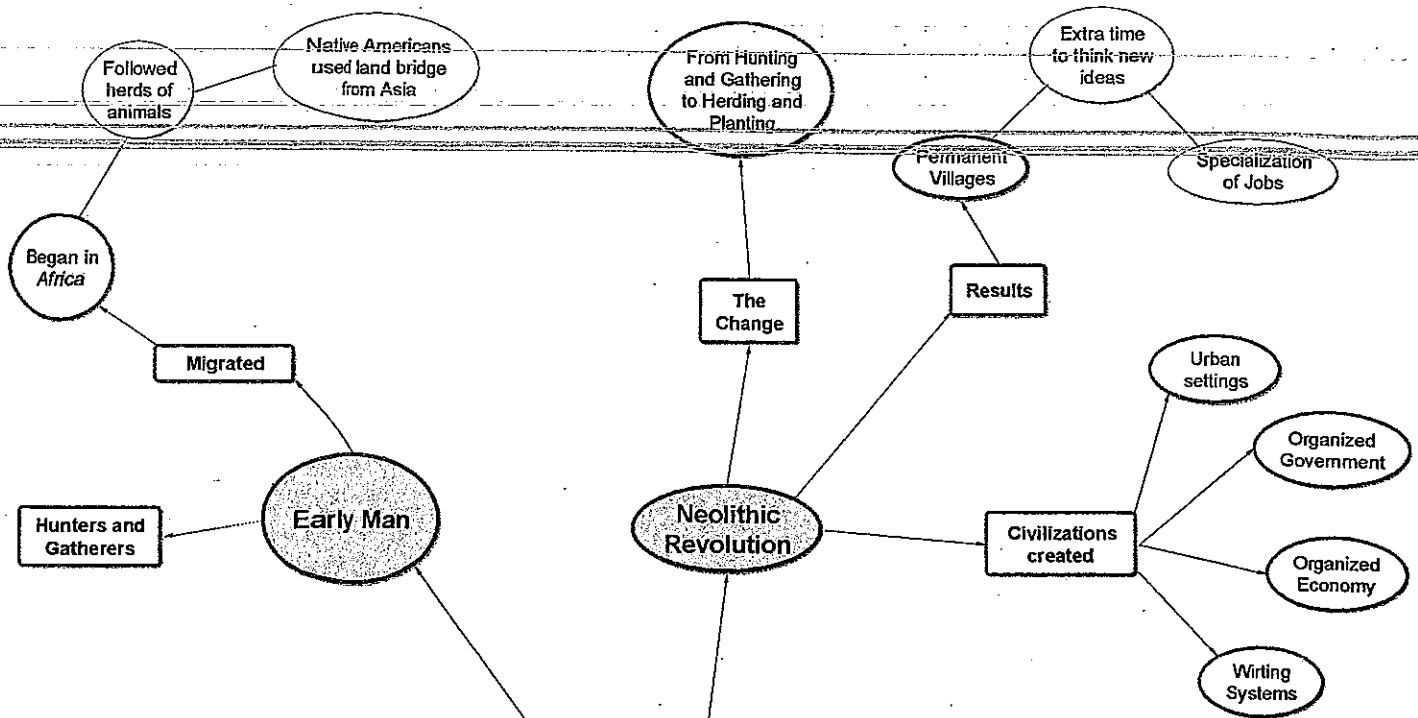 Followed
herds of
animals
Native Americans
used land bridge
from Asia
From Hunting
and Gathering
to Herding and
Planting
Extra time
to think new
ideas
Permanent
Villages
Specialization
of Jobs
Began in
Africa
The
Change
Results
Migrated
Urban
settings
Organized
Government
Early Man
Hunters and
Gatherers
Neolithic
Revolution
Civilizations
created
Organized
Economy
Wirting
Systems